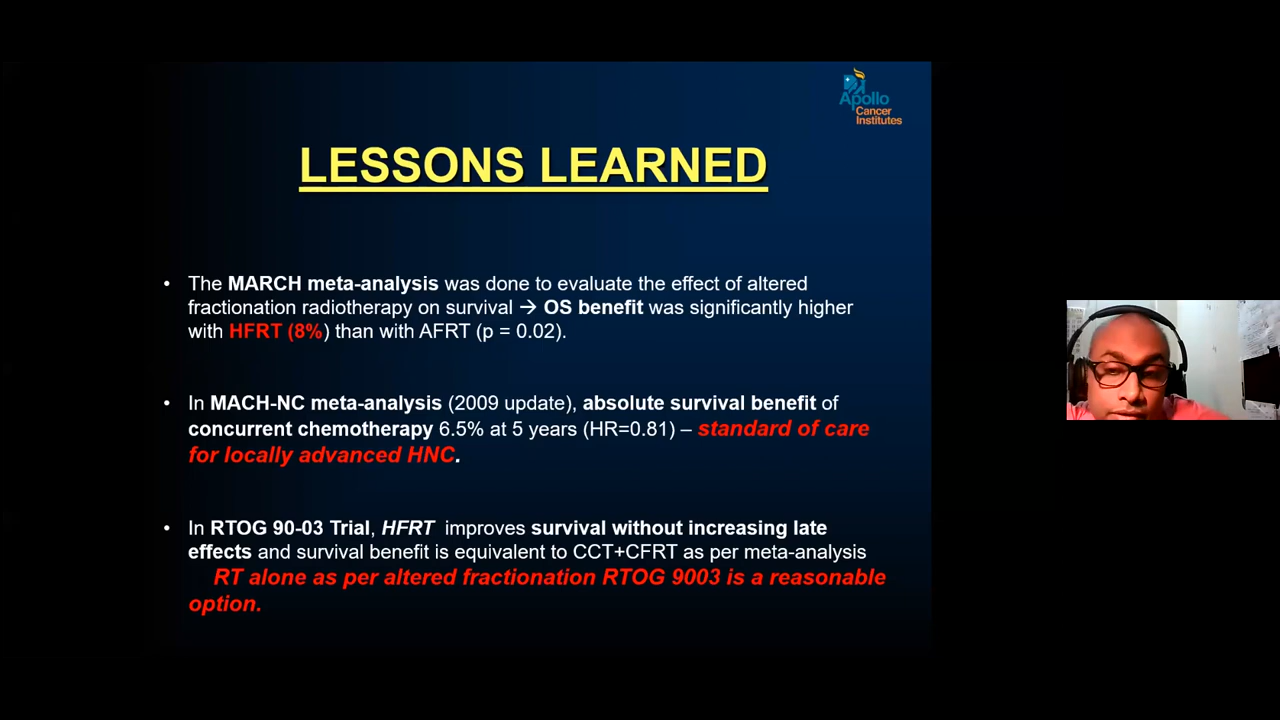 Apollo
Cancer
Institutes
LESSONS LEARNED
• The MARCH meta-analysis was done to evaluate the effect of altered
fractionation radiotherapy on survival → OS benefit was significantly higher
with HFRT (8%) than with AFRT (p = 0.02).
• In MACH-NC meta-analysis (2009 update), absolute survival benefit of
concurrent chemotherapy 6.5% at 5 years (HR=0.81) – standard of care
for locally advanced HNC.
• In RTOG 90-03 Trial, HFRT improves survival without increasing late
effects and survival benefit is equivalent to CCT+CFRT as per meta-analysis
RT alone as per altered fractionation RTOG 9003 is a reasonable
option.